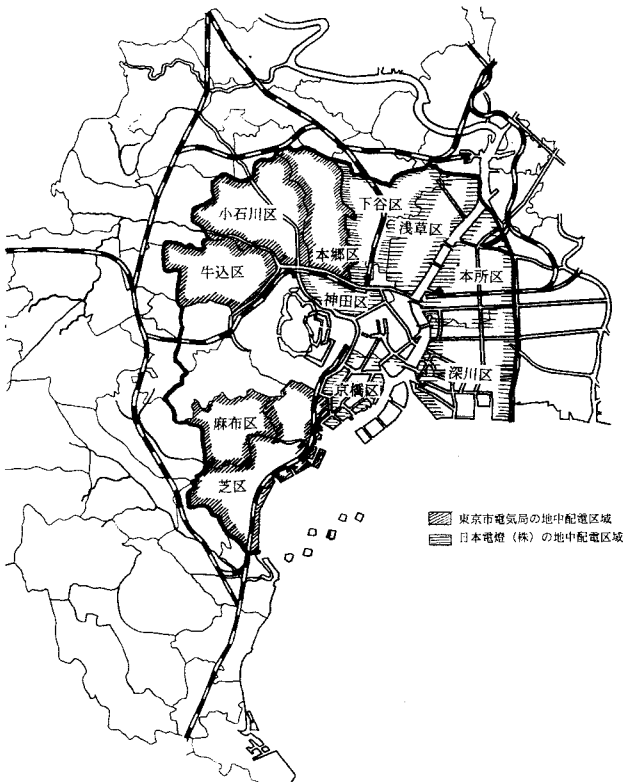 下谷区
小石川区
浅草区
本郷区
牛込区
本所区
神田区
深川区
京橋区
麻布区
芝区
東京市電気局の地中配電区域
日本電燈(株)の地中配電区域